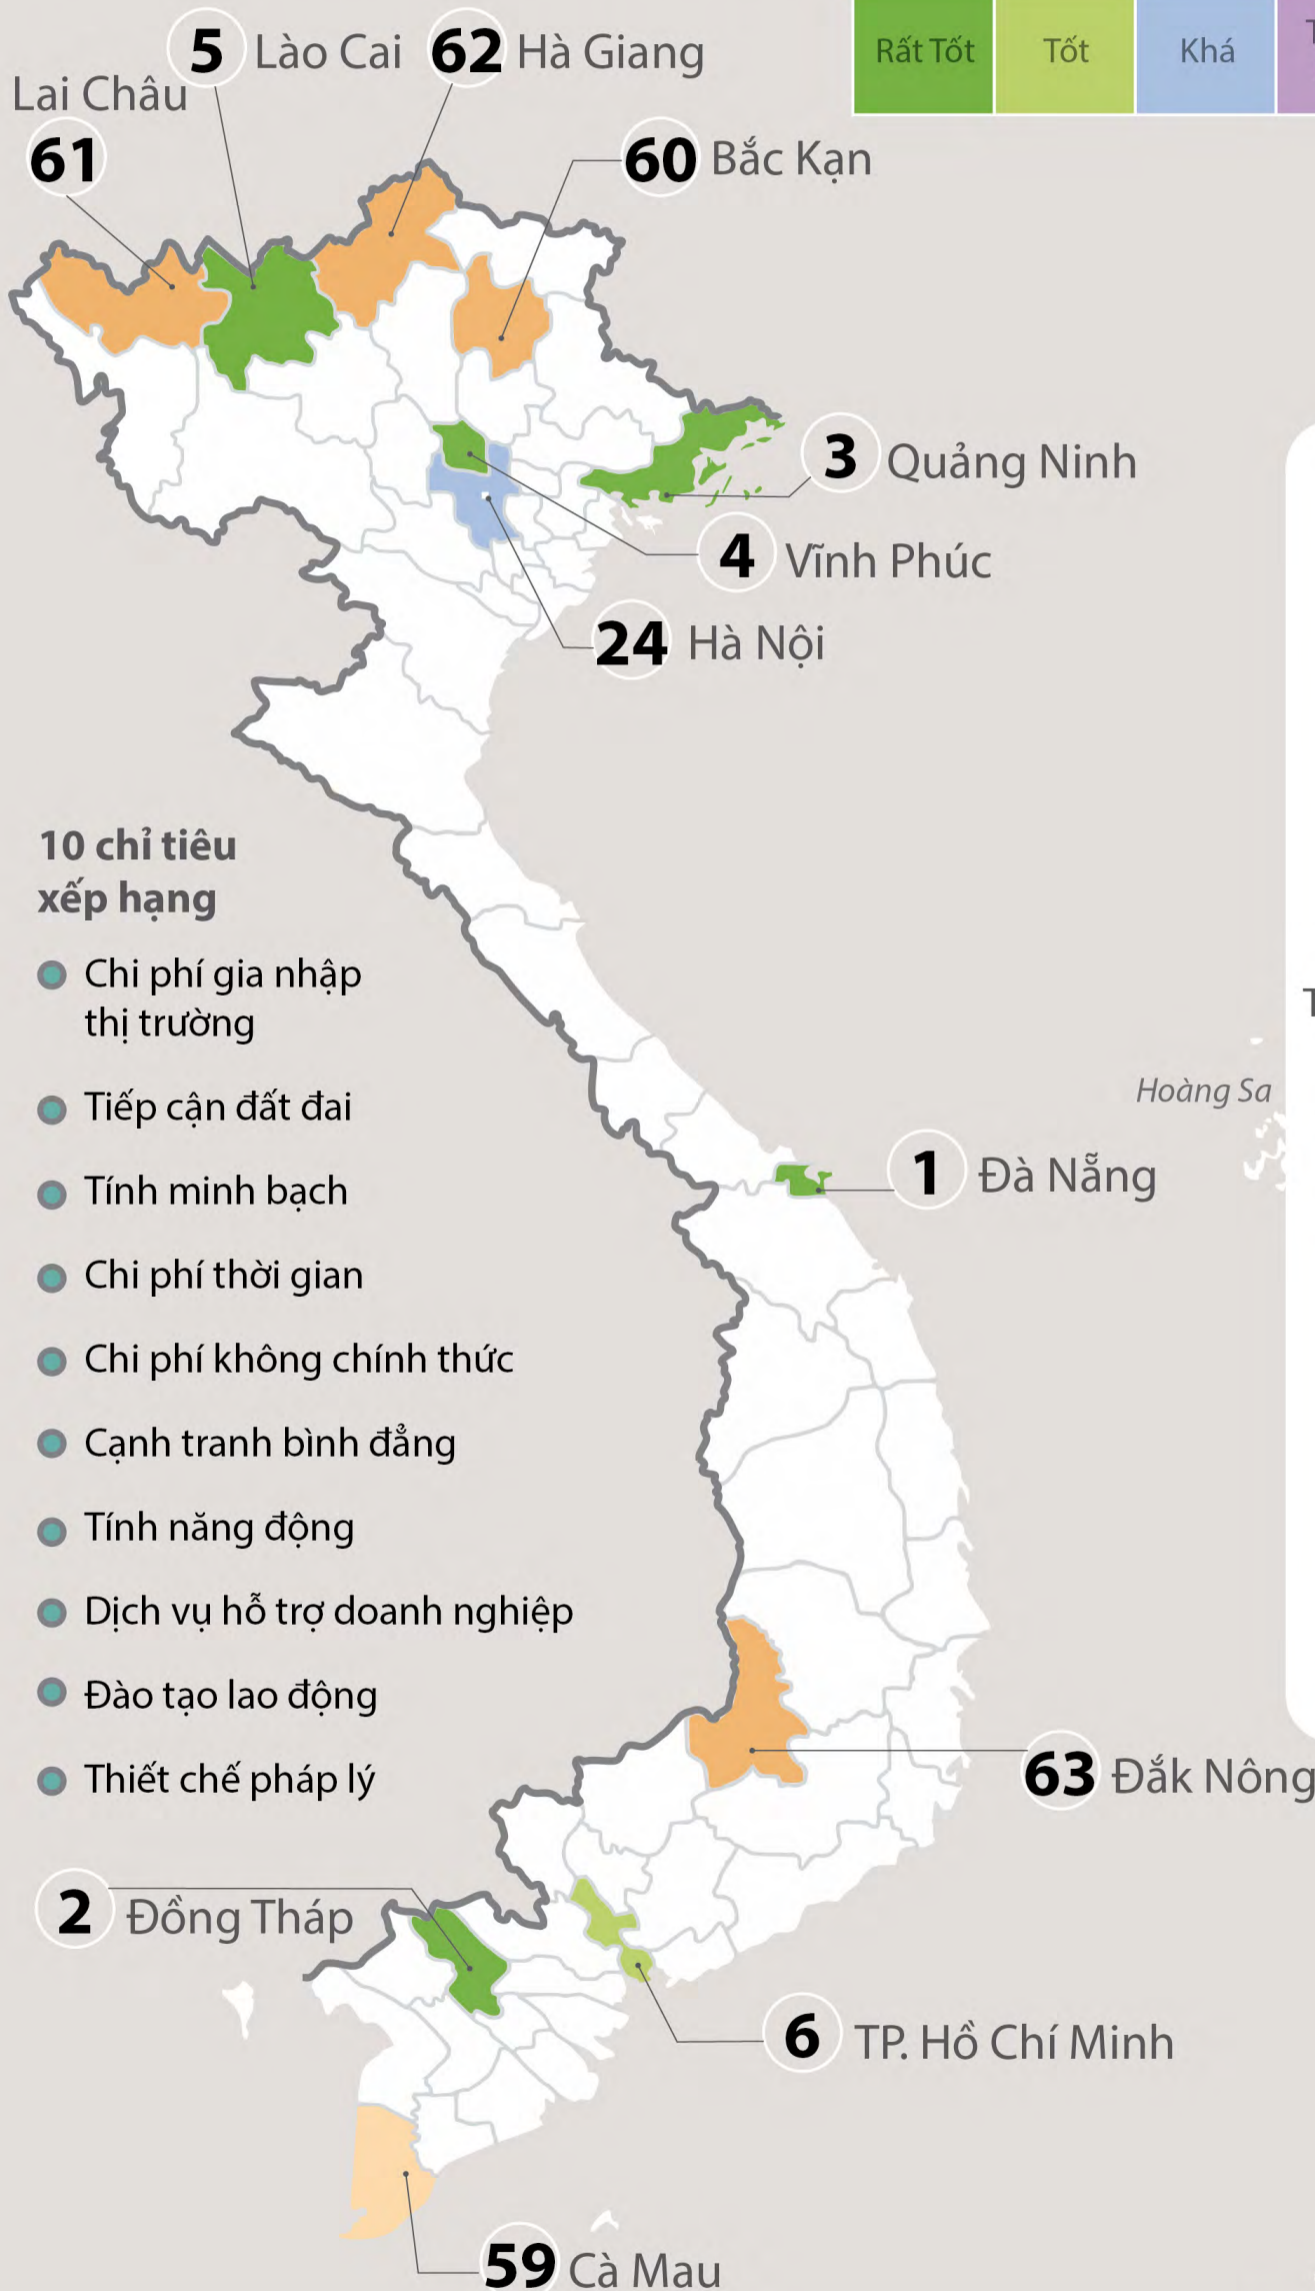 5 Lào Cai
62 Hà Giang
Rất Tốt
Tốt
Khá
T
Lai Châu
61
60 Bắc Kạn
3 Quảng Ninh
4 Vĩnh Phúc
24 Hà Nội
10 chỉ tiêu
xếp hạng
Chi phí gia nhập
thị trường
Tiếp cận đất đai
Tính minh bạch
Chi phí thời gian
Chi phí không chính thức
Cạnh tranh bình đẳng
Tính năng động
Dịch vụ hỗ trợ doanh nghiệp
Đào tạo lao động
Thiết chế pháp lý
T
Hoàng Sa
1 Đà Nẵng
63 Đắk Nông
2 Đồng Tháp
6 TP. Hồ Chí Minh
59 Cà Mau